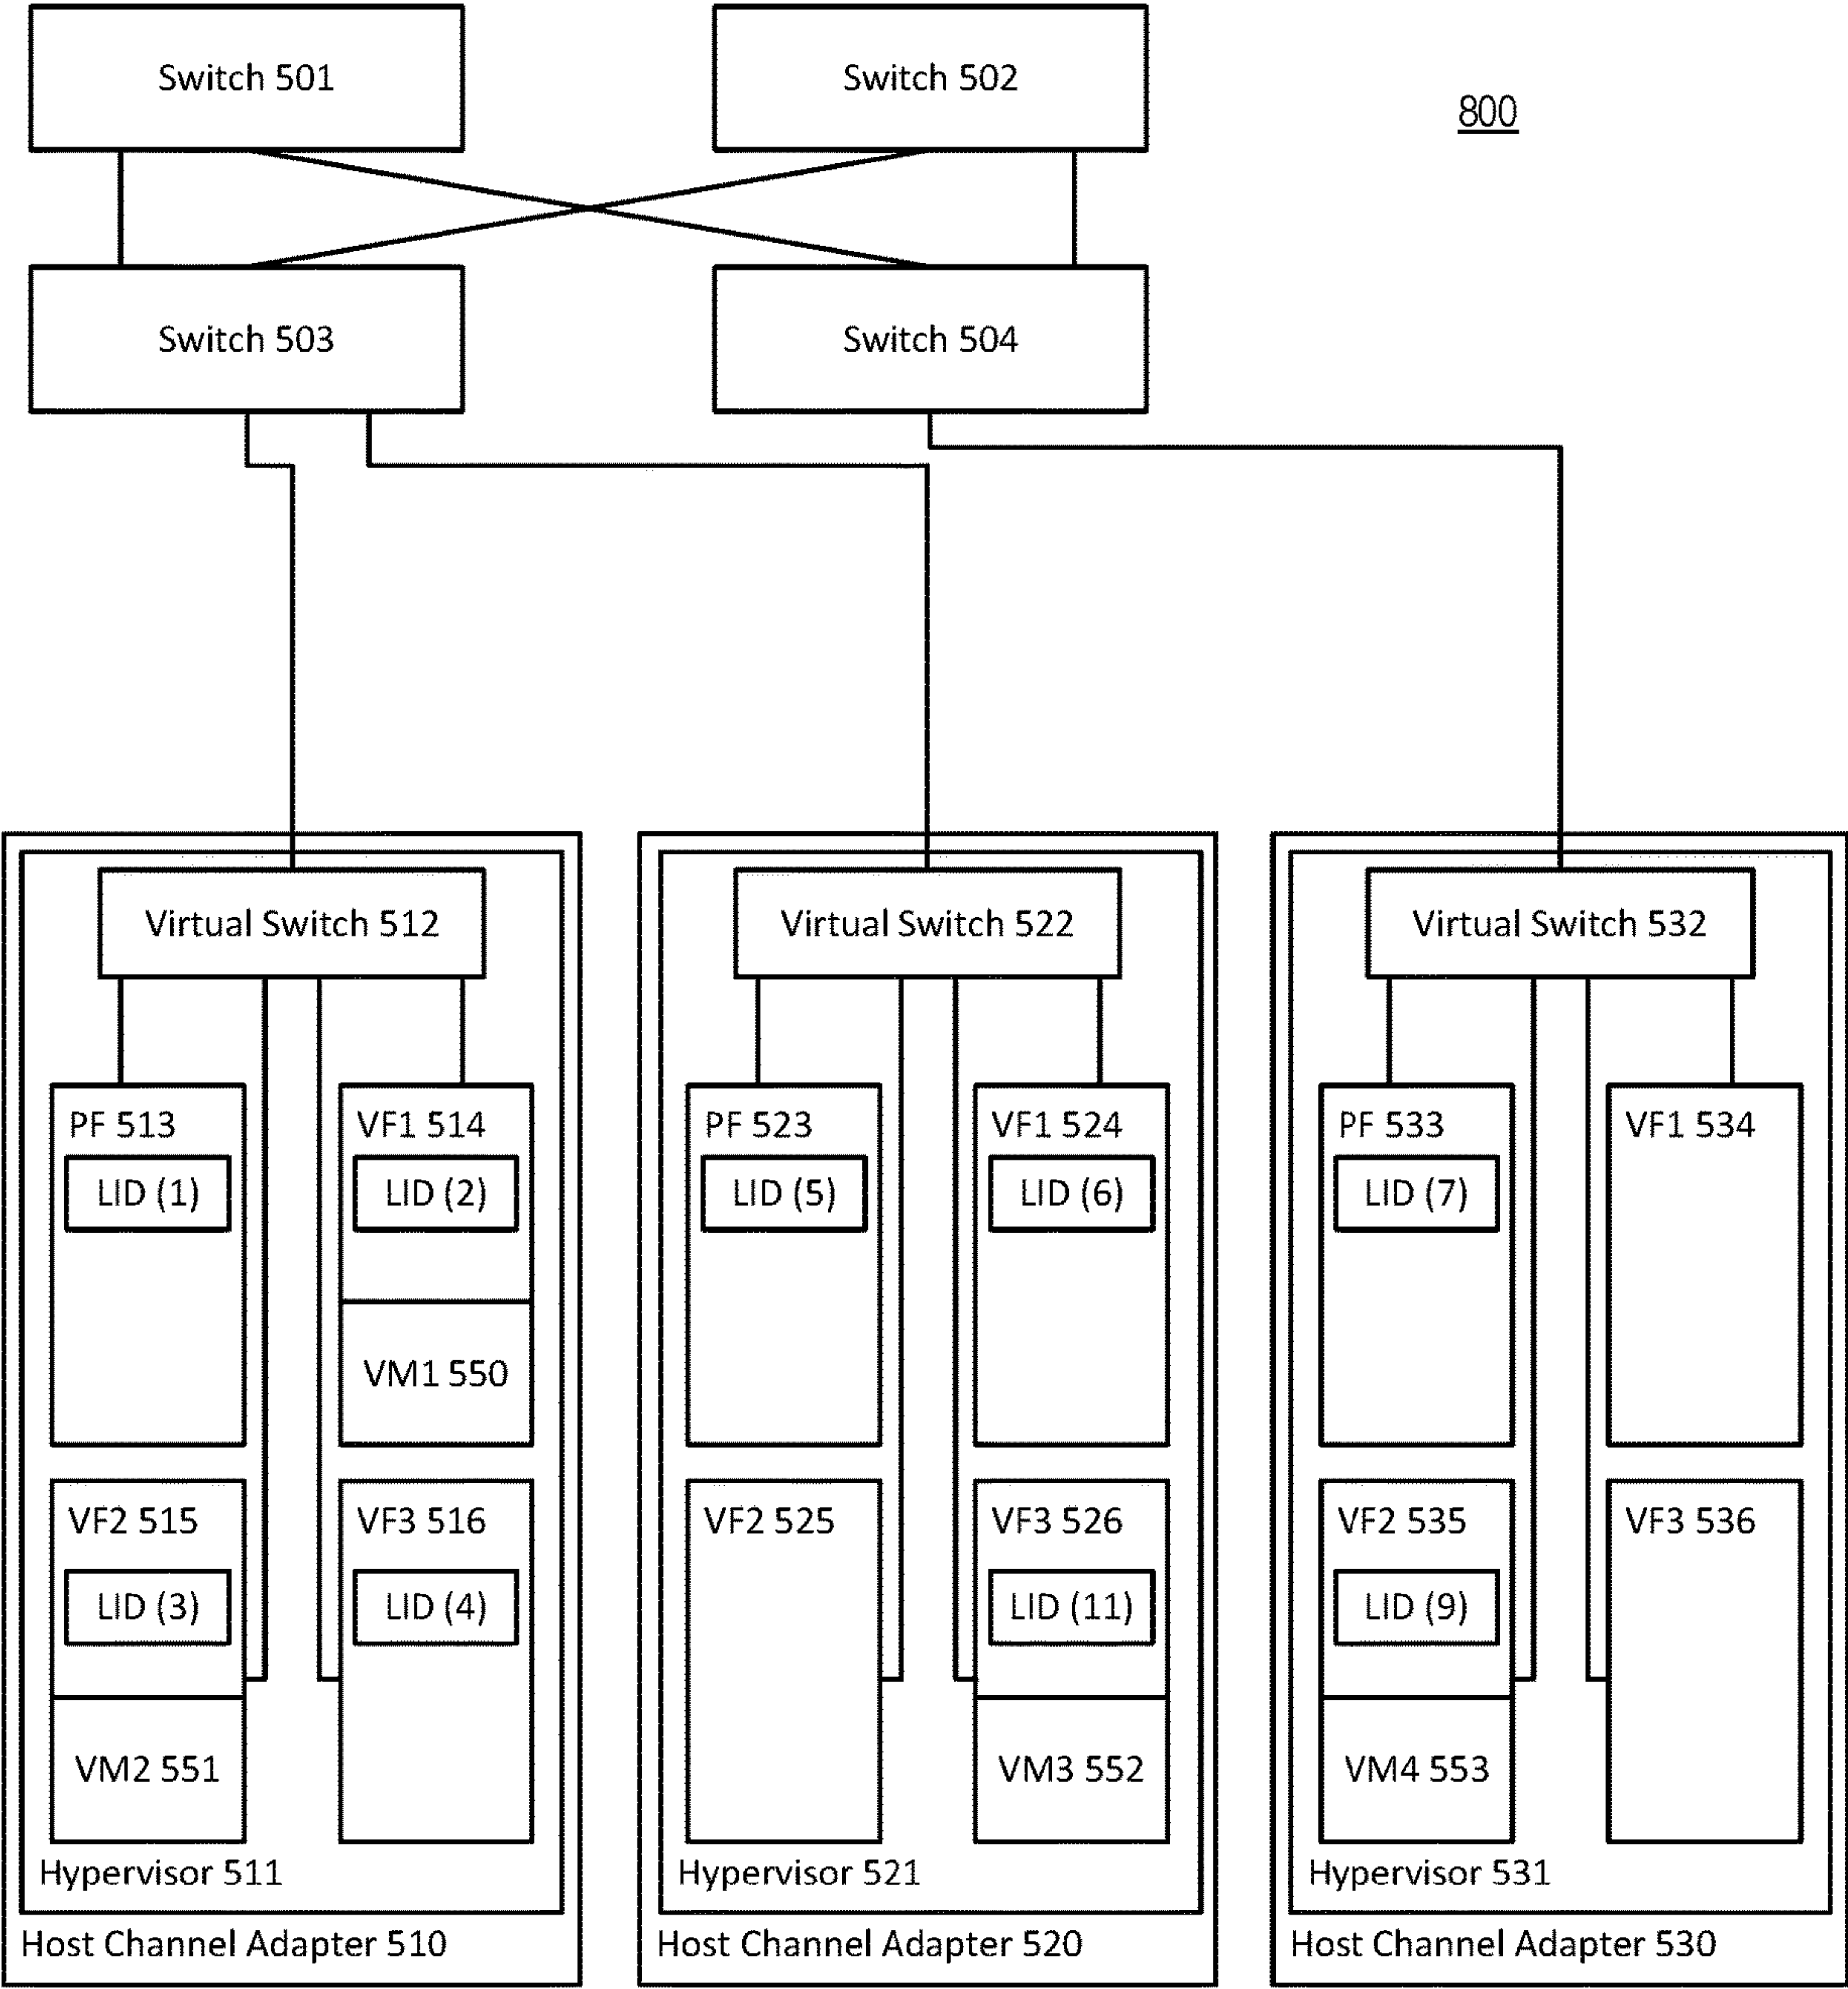 Switch 501
Switch 502
800
Switch 503
Switch 504
Virtual Switch 512
Virtual Switch 522
Virtual Switch 532
PF 513
LID (1)
VF1 514
LID (2)
VM1 550
PF 523
LID (5)
VF1 524
LID (6)
PF 533
LID (7)
VF1 534
VF2 515
LID (3)
VM2 551
VF3 516
LID (4)
VF2 525
VF3 526
LID (11)
VM3 552
VF2 535
LID (9)
VM4 553
VF3 536
Hypervisor 511
Hypervisor 521
Hypervisor 531
Host Channel Adapter 510
Host Channel Adapter 520
Host Channel Adapter 530